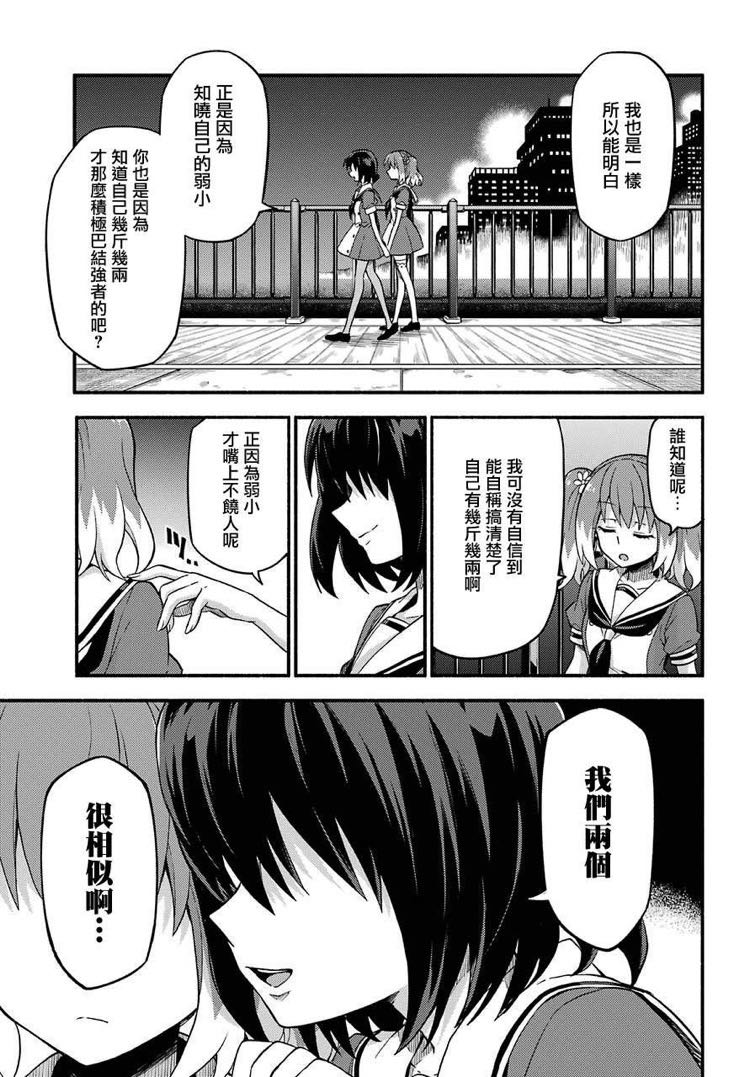 我也是一樣
所以能明白
正是因為
知曉自己的弱小
你也是因為
知道自己幾斤幾兩
才那麼積極巴結強者的吧?
誰知道呢…
我可沒有自信到
能自稱搞清楚了
自己有幾斤幾兩啊
正因為弱小
才嘴上不饒人呢
我們兩個
很相似啊…